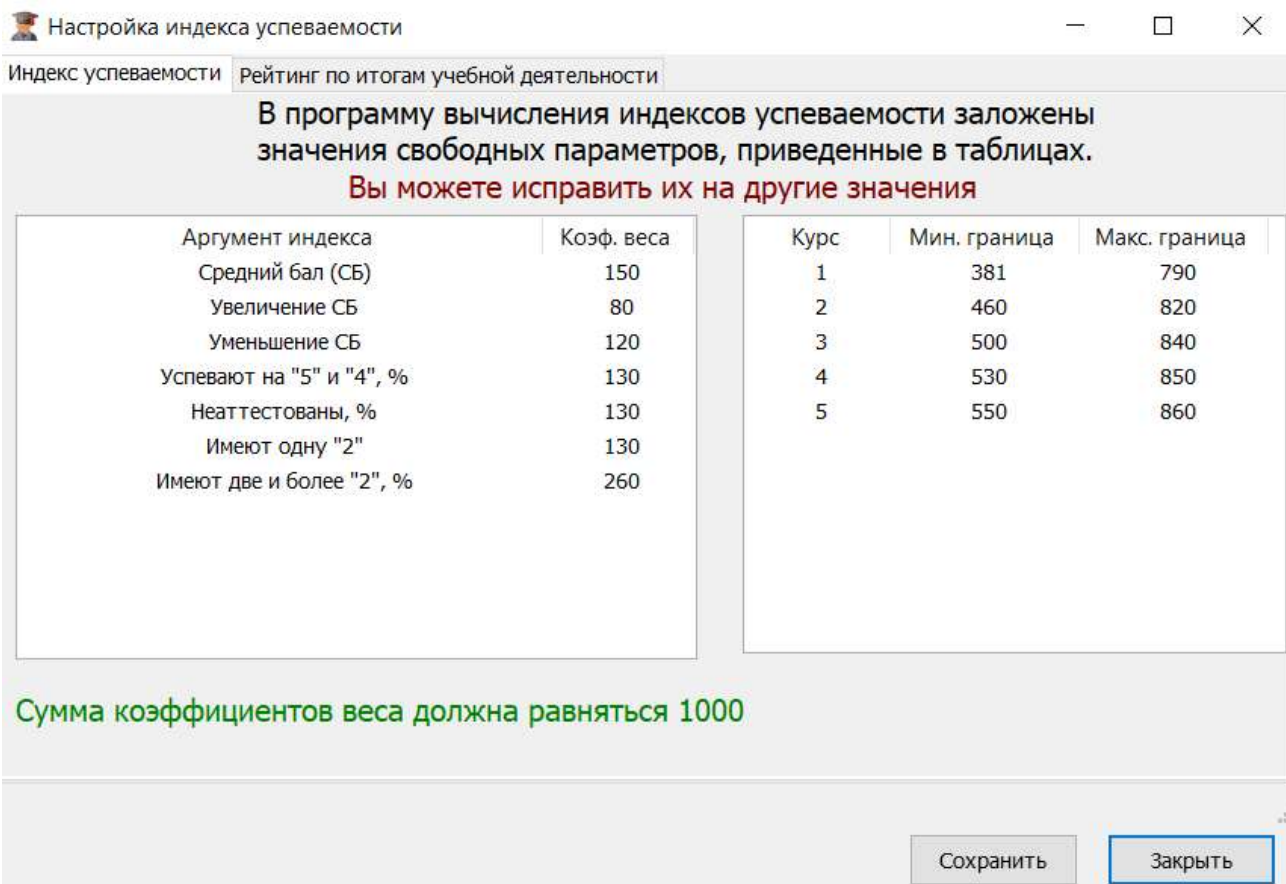 Настройка индекса успеваемости
Индекс успеваемости Рейтинг по итогам учебной деятельности
В программу вычисления индексов успеваемости заложены
значения свободных параметров, приведенные в таблицах.
Вы можете исправить их на другие значения
Аргумент индекса Коэф. веса
Средний бал (СБ) 150
Увеличение СБ 80
Уменьшение СБ 120
Успевают на "5" и "4", % 130
Неаттестованы, % 130
Имеют одну "2" 130
Имеют две и более "2", % 260
Курс Мин. граница Макс. граница
1 381 790
2 460 820
3 500 840
4 530 850
5 550 860
Сумма коэффициентов веса должна равняться 1000
Сохранить Закрыть